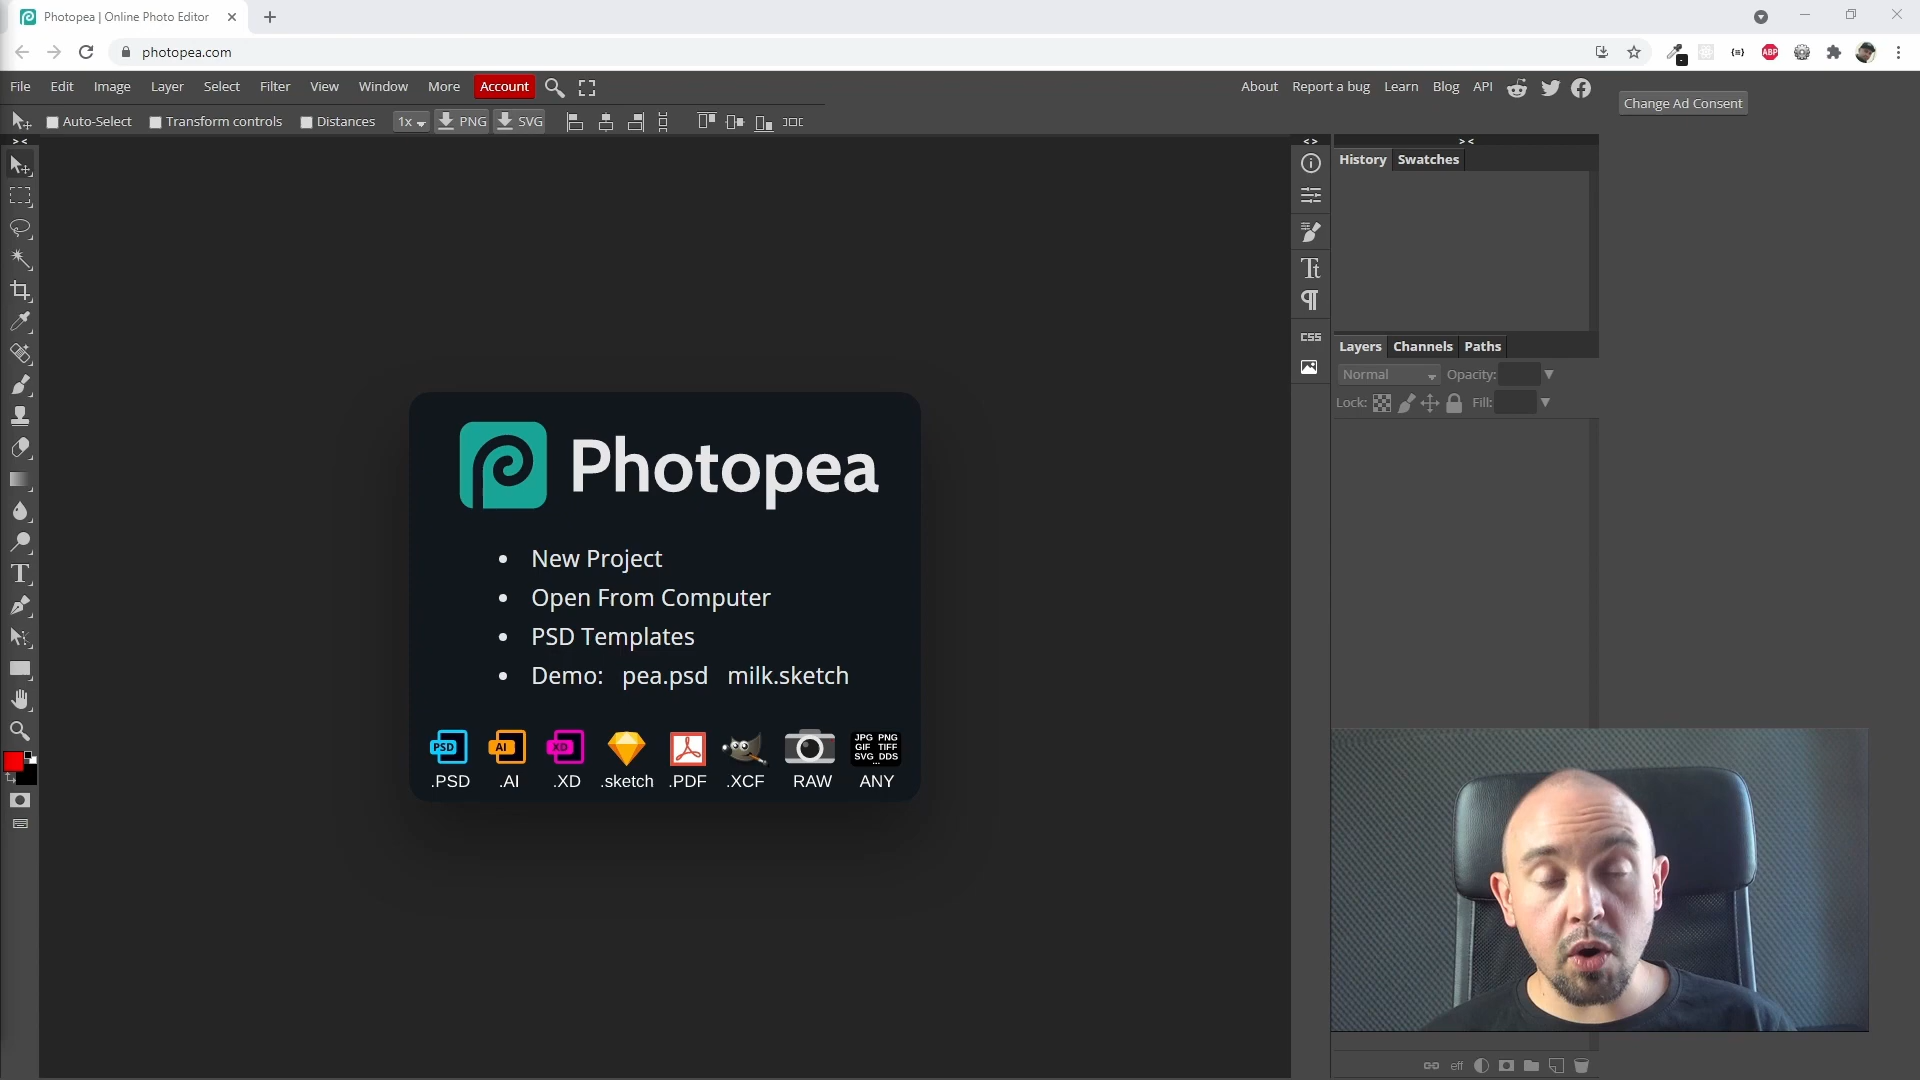 Photopea | Online Photo Editor
photopea.com
ABP
File Edit Image Layer Select Filter View Window More Account
About Report a bug Learn Blog API
Change Ad Consent
Auto-Select Transform controls Distances 1x PNG SVG
> <
< >
> <
History Swatches
Tt
CSS
Layers Channels Paths
Normal Opacity:
Lock: Fill:
Photopea
• New Project
• Open From Computer
• PSD Templates
• Demo: pea.psd milk.sketch
PSD AI XD
JPG PNG
GIF TIFF
SVG DDS
...
.PSD .AI .XD .sketch .PDF .XCF RAW ANY
T
eff